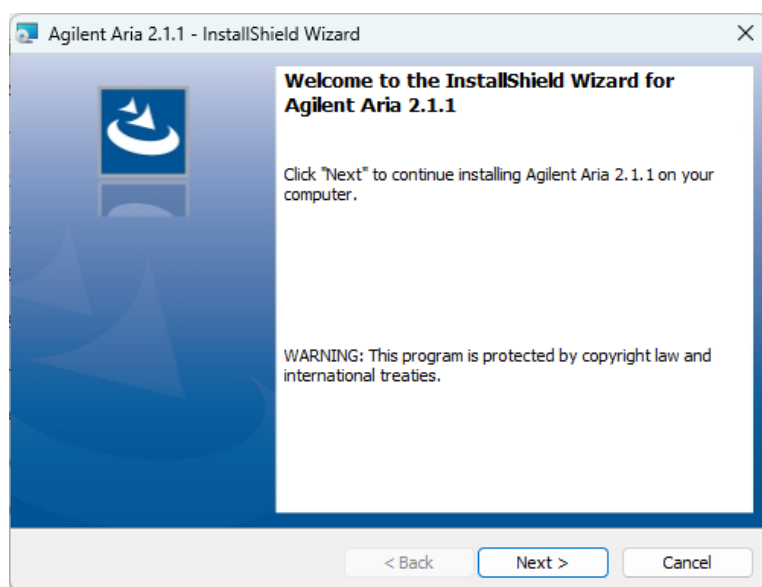 Agilent Aria 2.1.1 - InstallShield Wizard
Welcome to the InstallShield Wizard for
Agilent Aria 2.1.1
Click "Next" to continue installing Agilent Aria 2.1.1 on your
computer.
WARNING: This program is protected by copyright law and
international treaties.
< Back
Next >
Cancel